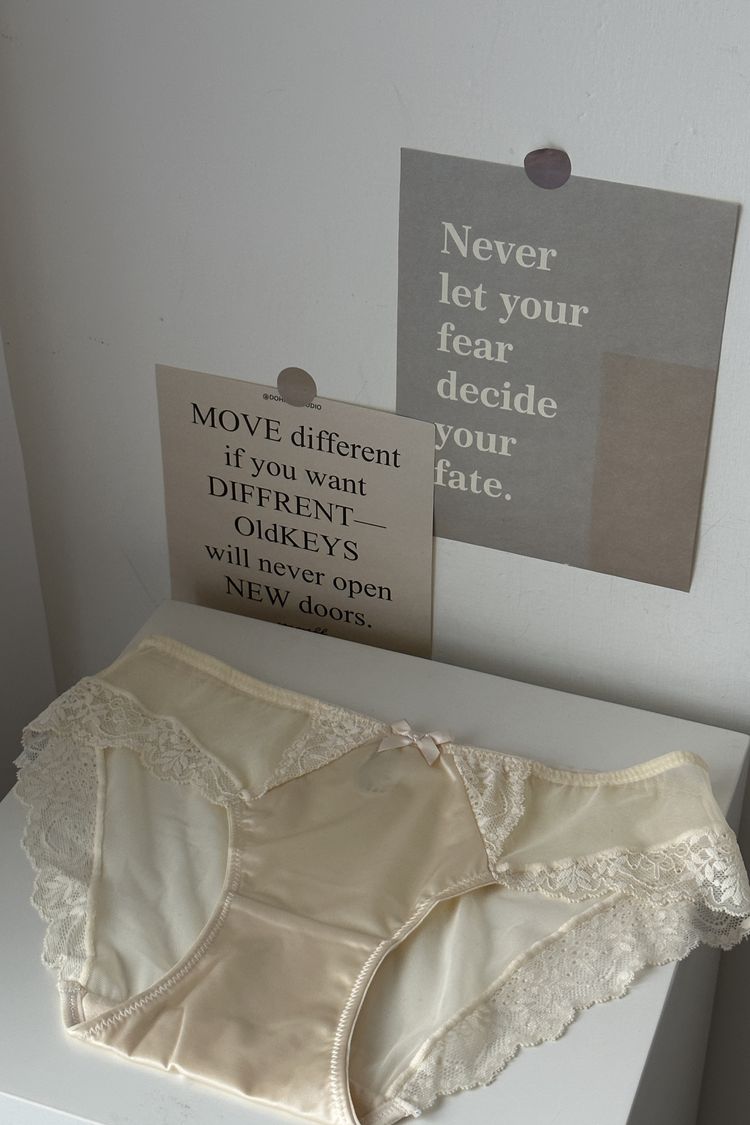 Never
let your
fear
decide
your
fate.
MOVE different
if you want
DIFFRENT—
OldKEYS
will never open
NEW doors.